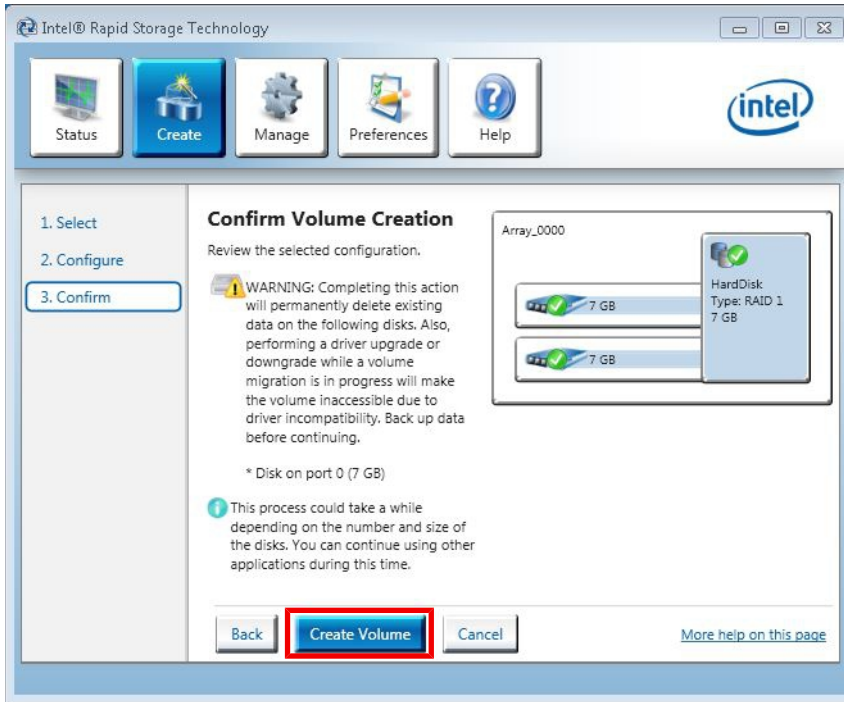 Intel® Rapid Storage Technology
Status
Create
Manage
Preferences
Help
intel
1. Select
2. Configure
3. Confirm
Confirm Volume Creation
Review the selected configuration.
WARNING: Completing this action
will permanently delete existing
data on the following disks. Also,
performing a driver upgrade or
downgrade while a volume
migration is in progress will make
the volume inaccessible due to
driver incompatibility. Back up data
before continuing.
* Disk on port 0 (7 GB)
This process could take a while
depending on the number and size of
the disks. You can continue using other
applications during this time.
Array_0000
7 GB
7 GB
HardDisk
Type: RAID 1
7 GB
Back
Create Volume
Cancel
More help on this page